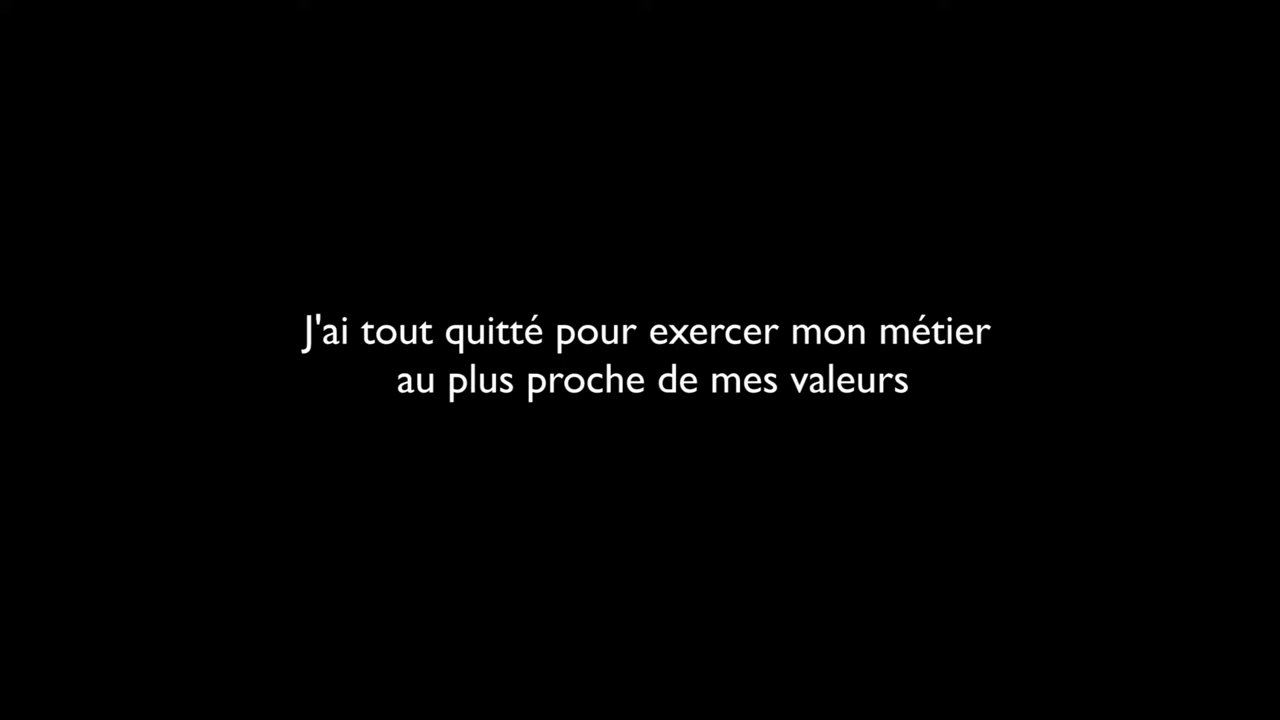 J'ai tout quitté pour exercer mon métier
au plus proche de mes valeurs